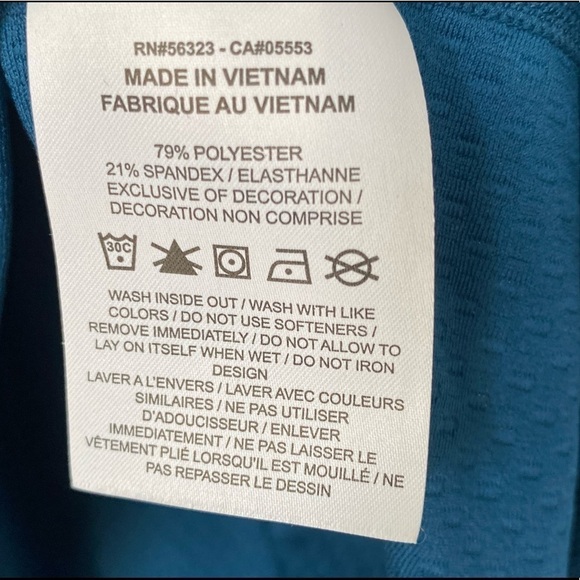 RN#56323 - CA#05553
MADE IN VIETNAM
FABRIQUE AU VIETNAM
79% POLYESTER
21% SPANDEX / ELASTHANNE
EXCLUSIVE OF DECORATION /
DECORATION NON COMPRISE
30C
WASH INSIDE OUT / WASH WITH LIKE
COLORS / DO NOT USE SOFTENERS /
REMOVE IMMEDIATELY / DO NOT ALLOW TO
LAY ON ITSELF WHEN WET / DO NOT IRON
DESIGN
LAVER A L'ENVERS / LAVER AVEC COULEURS
SIMILAIRES / NE PAS UTILISER
D'ADOUCISSEUR / ENLEVER
IMMEDIATEMENT / NE PAS LAISSER LE
VÊTEMENT PLIÉ LORSQU'IL EST MOUILLÉ / NE
PAS REPASSER LE DESSIN